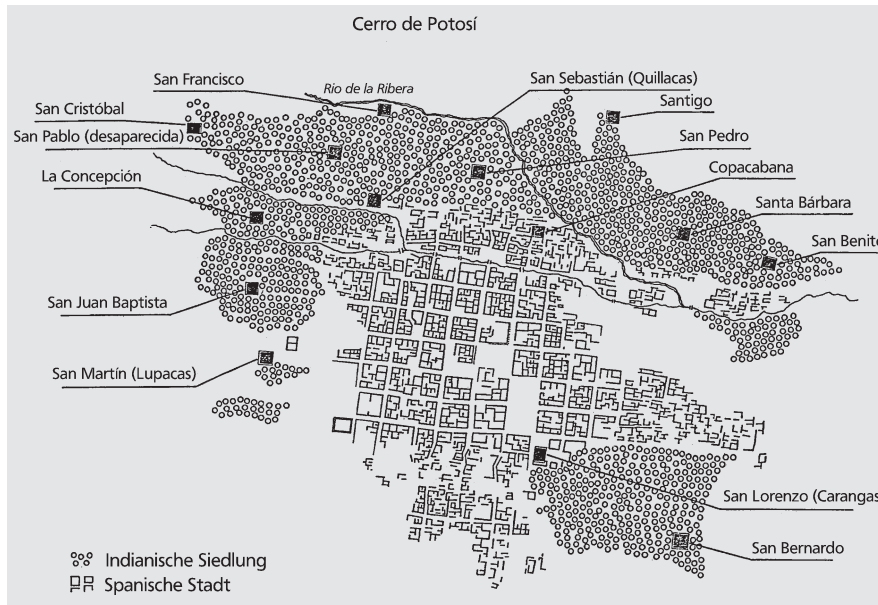 Cerro de Potosí
San Francisco
Rio de la Ribera
San Sebastián (Quillacas)
San Cristóbal
Santigo
San Pablo (desaparecida)
San Pedro
La Concepción
Copacabana
Santa Bárbara
San Benito
San Juan Baptista
San Martín (Lupacas)
San Lorenzo (Carangas
San Bernardo
Indianische Siedlung
Spanische Stadt